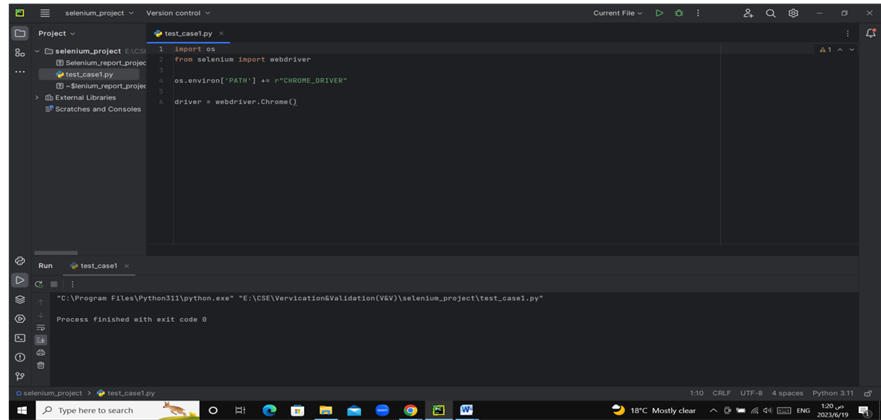 selenium_project Version control Current File
Project
test_case1.py
selenium_project E:\CSE
Selenium_report_projec
test_case1.py
~$lenium_report_projec
External Libraries
Scratches and Consoles
1 import os
2 from selenium import webdriver
3
4 os.environ['PATH'] += r"CHROME_DRIVER"
5
6 driver = webdriver.Chrome()
1
Run test_case1
"C:\Program Files\Python311\python.exe" "E:\CSE\Vervication&Validation(V&V)\selenium_project\test_case1.py"
Process finished with exit code 0
selenium_project > test_case1.py 1:10 CRLF UTF-8 4 spaces Python 3.11
Type here to search 18°C Mostly clear ENG
1:20 ص
2023/6/19